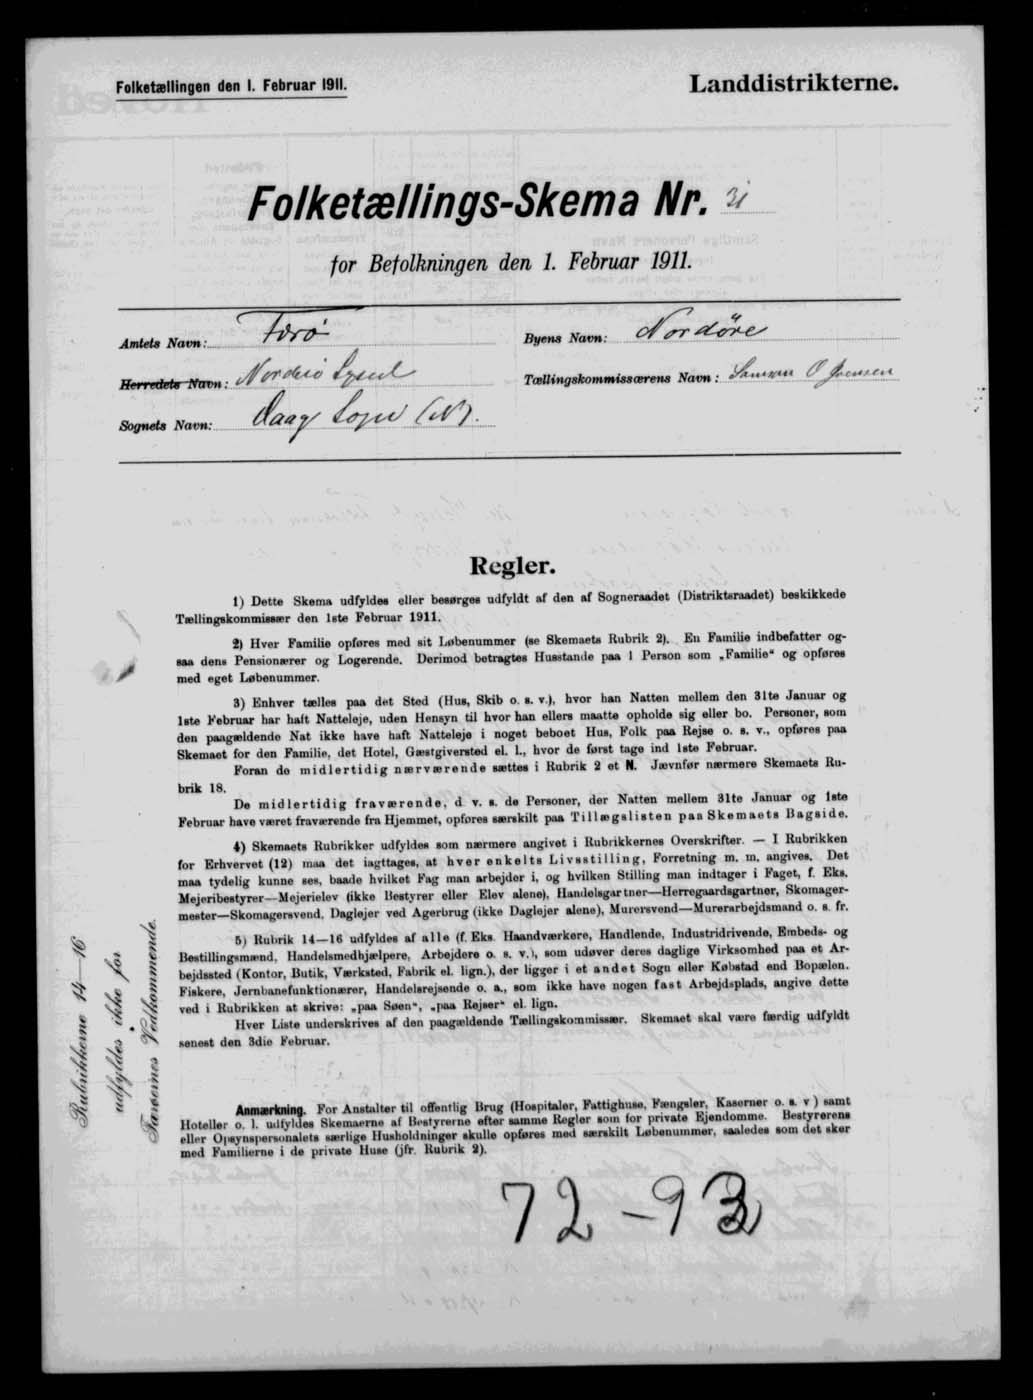 Folketællingen den 1. Februar 1911.
Landdistrikterne.
Folketællings-Skema Nr. 31
for Befolkningen den 1. Februar 1911.
Amtets Navn: Færø
Byens Navn: Nordøre
Herredets Navn: Norderø Syssel
Tællingskommissærens Navn: Samson O Joensen
Sognets Navn: Vaag Sogn (N).
Regler.
1) Dette Skema udfyldes eller besørges udfyldt af den af Sogneraadet (Distriktsraadet) beskikkede
Tællingskommissær den 1ste Februar 1911.
2) Hver Familie opføres med sit Løbenummer (se Skemaets Rubrik 2). En Familie indbefatter og-
saa dens Pensionærer og Logerende. Derimod betragtes Husstande paa 1 Person som „Familie“ og opføres
med eget Løbenummer.
3) Enhver tælles paa det Sted (Hus, Skib o. s. v.), hvor han Natten mellem den 31te Januar og
1ste Februar har haft Natteleje, uden Hensyn til hvor han ellers maatte opholde sig eller bo. Personer, som
den paagældende Nat ikke have haft Natteleje i noget beboet Hus, Folk paa Rejse o. s. v., opføres paa
Skemaet for den Familie, det Hotel, Gæstgiversted el. l., hvor de først tage ind 1ste Februar.
Foran de midlertidig nærværende sættes i Rubrik 2 et N. Jævnfør nærmere Skemaets Ru-
brik 18.
De midlertidig fraværende, d v. s. de Personer, der Natten mellem 31te Januar og 1ste
Februar have været fraværende fra Hjemmet, opføres særskilt paa Tillægslisten paa Skemaets Bagside.
4) Skemaets Rubrikker udfyldes som nærmere angivet i Rubrikkernes Overskrifter. — I Rubrikken
for Erhvervet (12) maa det iagttages, at hver enkelts Livsstilling, Forretning m. m. angives. Det
maa tydelig kunne ses, baade hvilket Fag man arbejder i, og hvilken Stilling man indtager i Faget, f. Eks.
Mejeribestyrer—Mejerielev (ikke Bestyrer eller Elev alene), Handelsgartner—Herregaardsgartner, Skomager-
mester—Skomagersvend, Daglejer ved Agerbrug (ikke Daglejer alene), Murersvend—Murerarbejdsmand o. s. fr.
5) Rubrik 14—16 udfyldes af alle (f. Eks. Haandværkere, Handlende, Industridrivende, Embeds- og
Bestillingsmænd, Handelsmedhjælpere, Arbejdere o. s. v.), som udøver deres daglige Virksomhed paa et Ar-
bejdssted (Kontor, Butik, Værksted, Fabrik el. lign.), der ligger i et andet Sogn eller Købstad end Bopælen.
Fiskere, Jernbanefunktionærer, Handelsrejsende o. a., som ikke have nogen fast Arbejdsplads, angive dette
ved i Rubrikken at skrive: „paa Søen“, „paa Rejser“ el. lign.
Hver Liste underskrives af den paagældende Tællingskommissær. Skemaet skal være færdig udfyldt
senest den 3die Februar.
Rubrikkerne 14—16
udfyldes ikke for
Færøernes Vedkommende.
Anmærkning. For Anstalter til offentlig Brug (Hospitaler, Fattighuse, Fængsler, Kaserner o. s. v) samt
Hoteller o. l. udfyldes Skemaerne af Bestyrerne efter samme Regler som for private Ejendomme. Bestyrerens
eller Opsynspersonalets særlige Husholdninger skulle opføres med særskilt Løbenummer, saaledes som det sker
med Familierne i de private Huse (jfr. Rubrik 2).
72-92